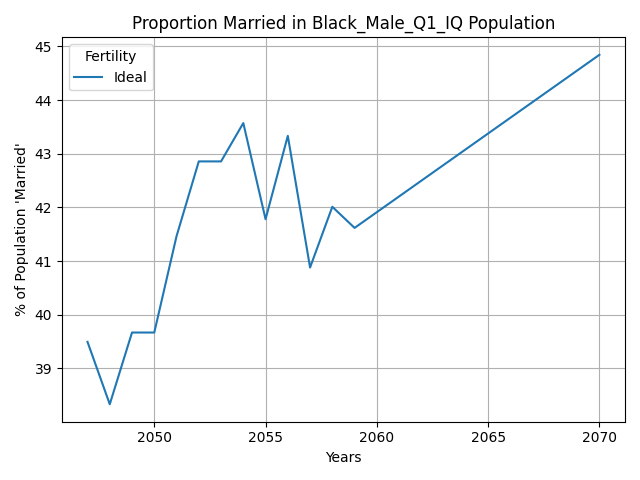 Proportion Married in Black_Male_Q1_IQ Population
Fertility
Ideal
% of Population 'Married'
45
44
43
42
41
40
39
2050
2055
2060
2065
2070
Years